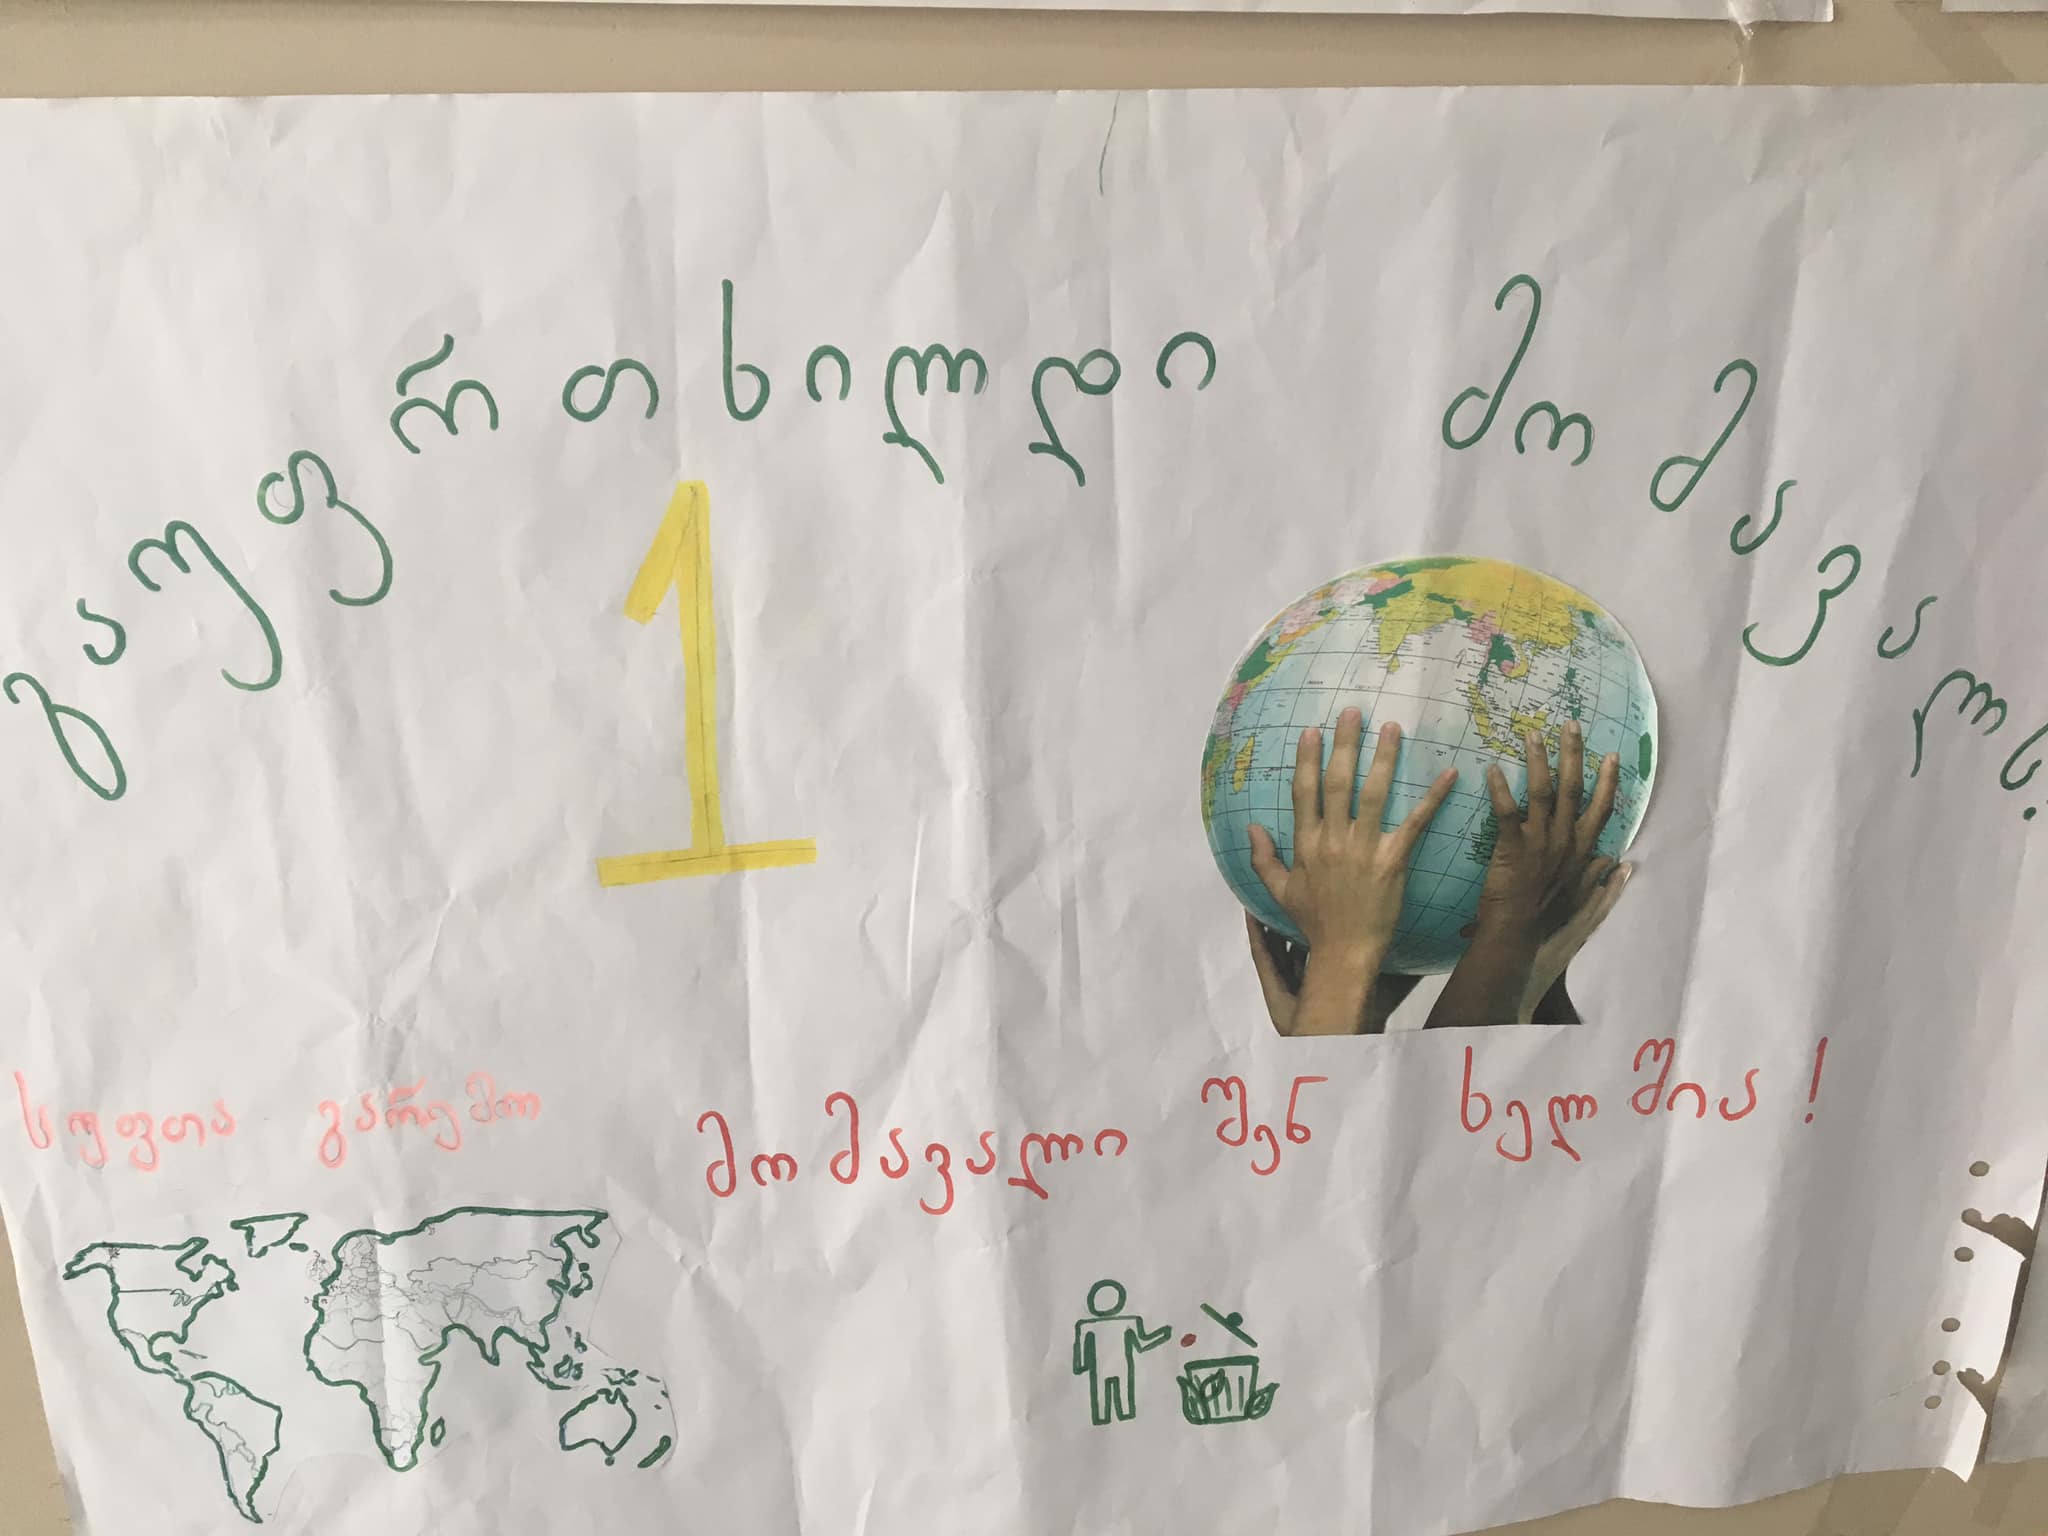 გაუფრთხილდი მომავალს!
1
სუფთა გარემო
მომავალი შენ ხელშია!